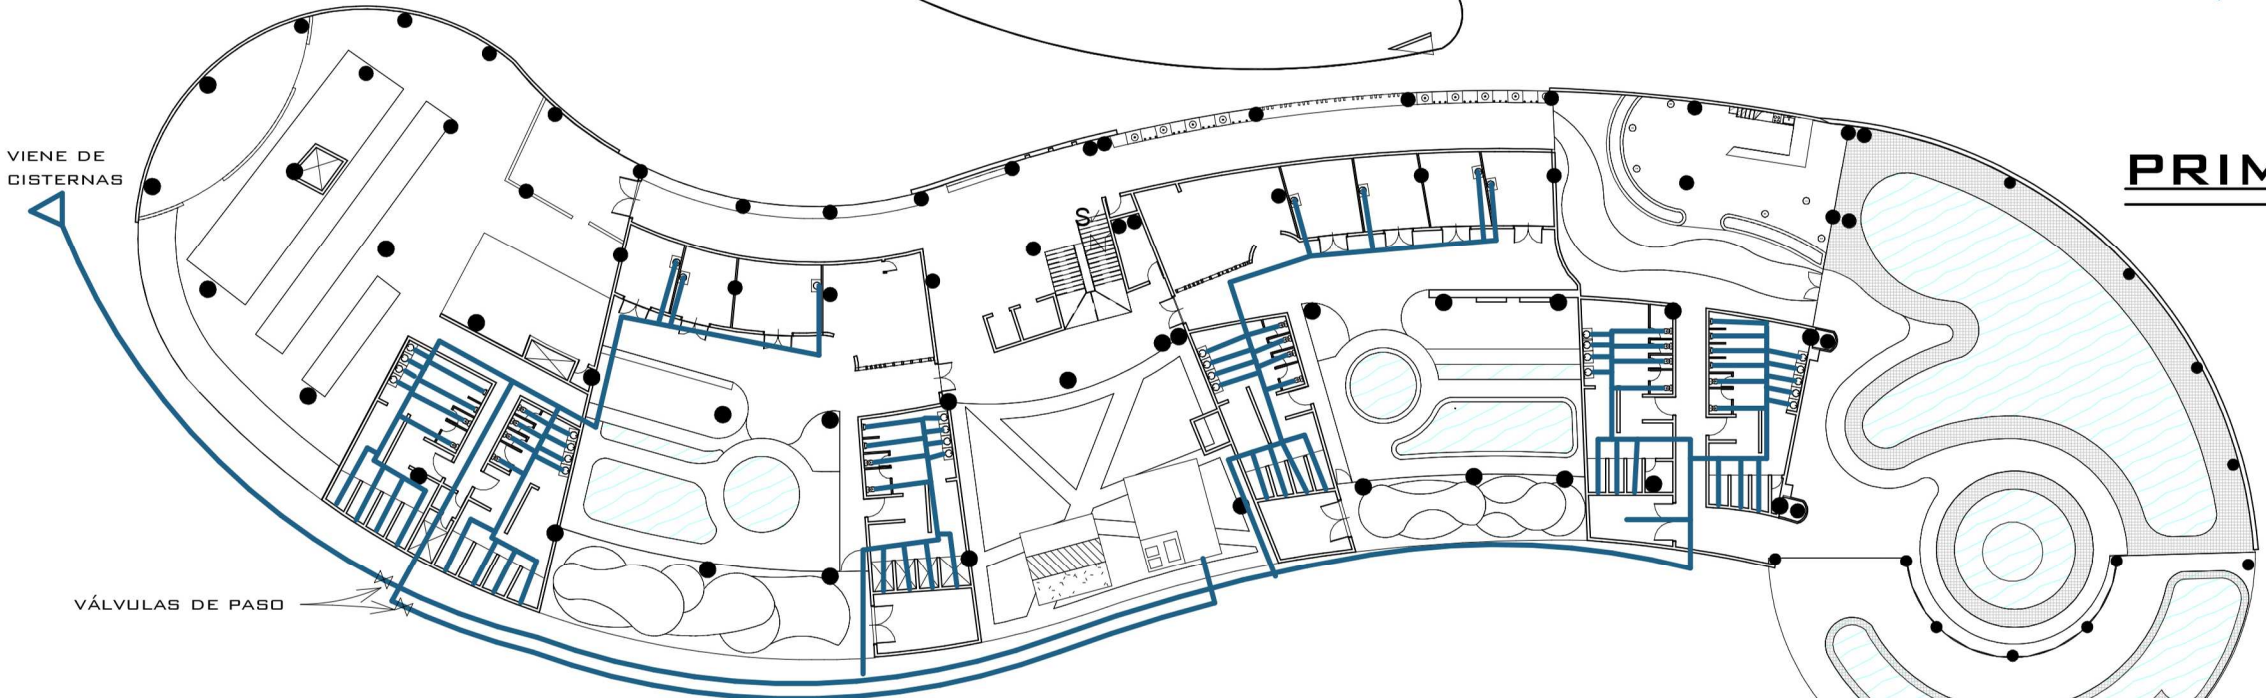 VIENE DE
CISTERNAS
S
PRIM
VÁLVULAS DE PASO